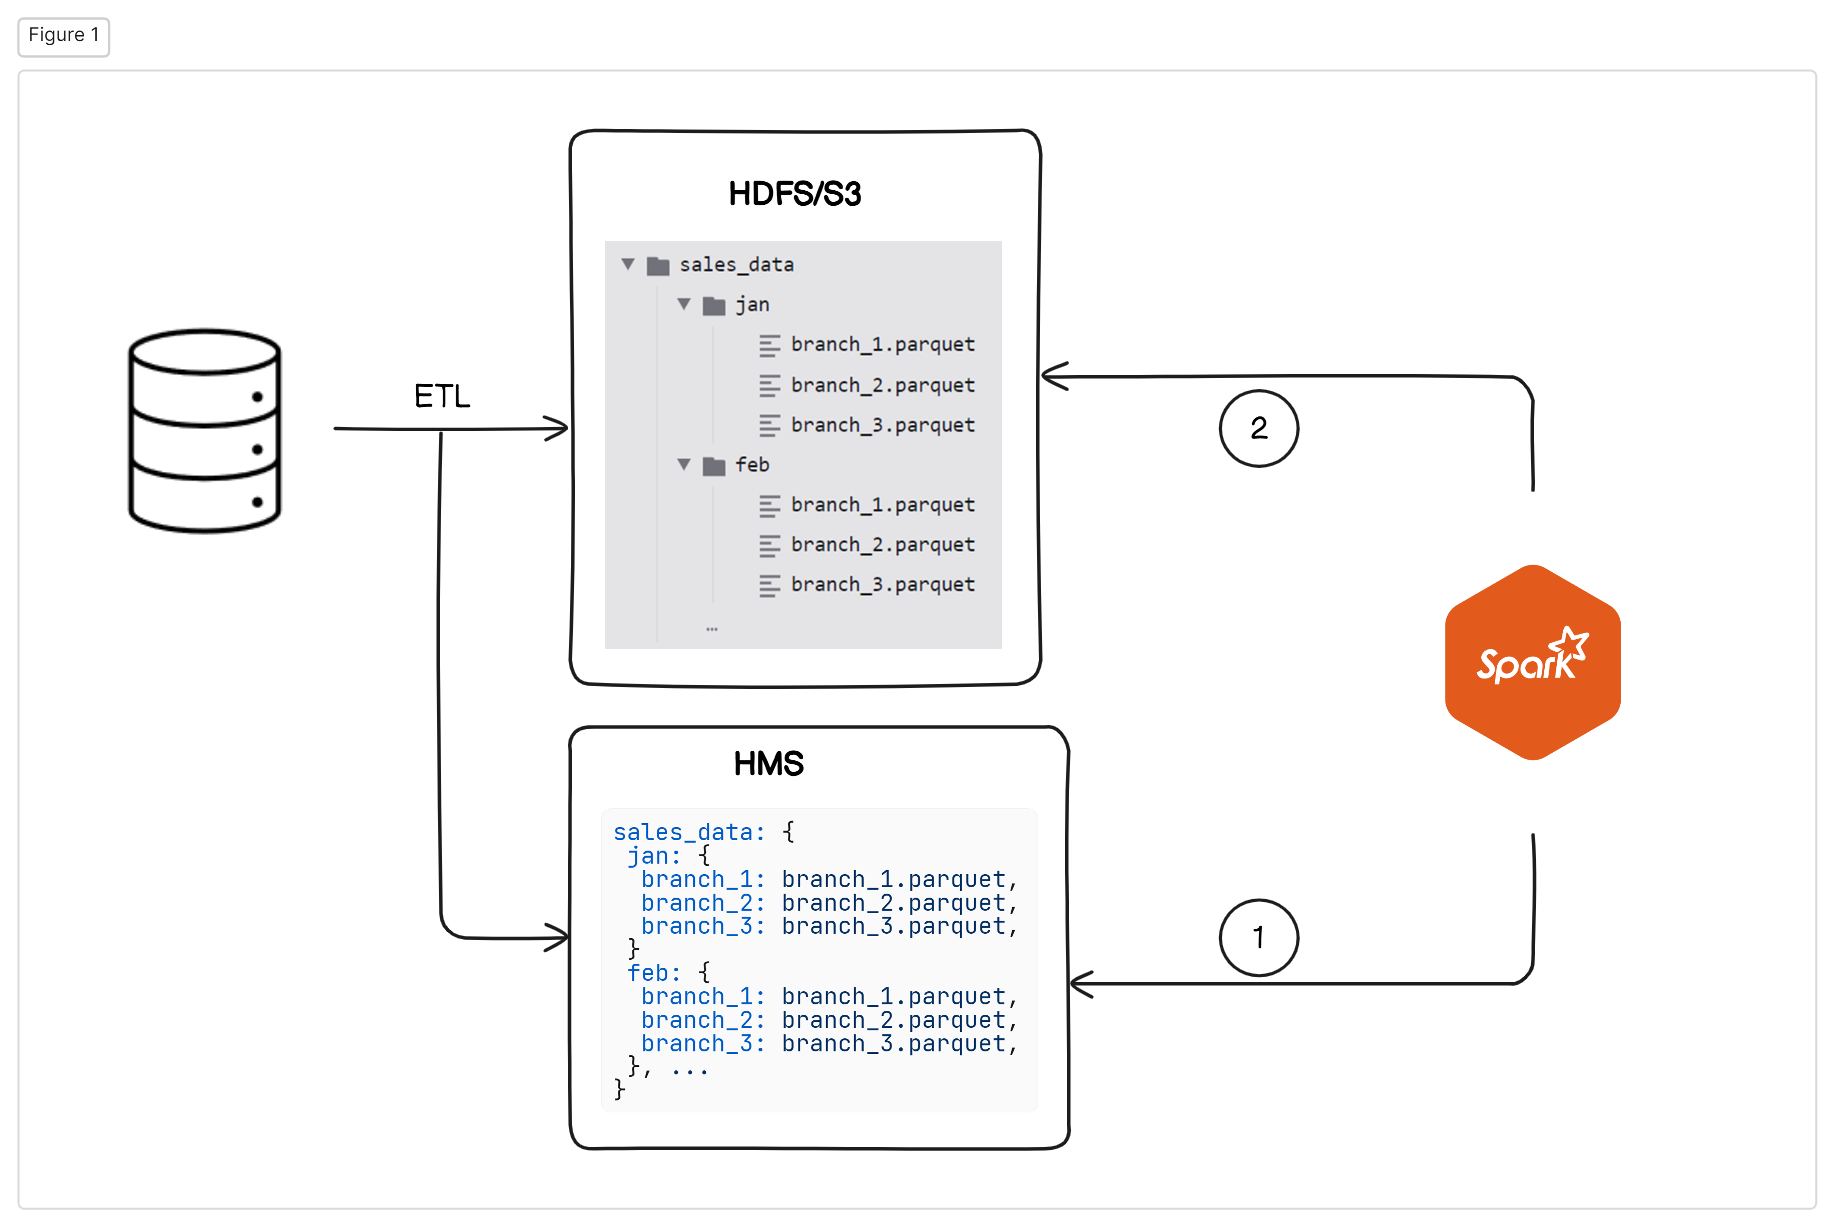 Figure 1
HDFS/S3
sales_data
jan
branch_1.parquet
branch_2.parquet
branch_3.parquet
feb
branch_1.parquet
branch_2.parquet
branch_3.parquet
...
ETL
2
Spark
HMS
sales_data: {
jan: {
branch_1: branch_1.parquet,
branch_2: branch_2.parquet,
branch_3: branch_3.parquet,
}
feb: {
branch_1: branch_1.parquet,
branch_2: branch_2.parquet,
branch_3: branch_3.parquet,
}, ...
}
1